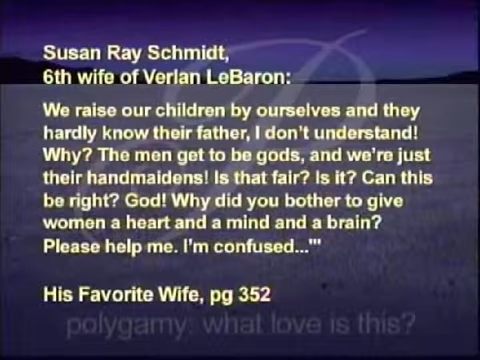 Susan Ray Schmidt,
6th wife of Verlan LeBaron:
We raise our children by ourselves and they
hardly know their father, I don't understand!
Why? The men get to be gods, and we're just
their handmaidens! Is that fair? Is it? Can this
be right? God! Why did you bother to give
women a heart and a mind and a brain?
Please help me. I'm confused...'"
His Favorite Wife, pg 352
polygamy: what love is this?